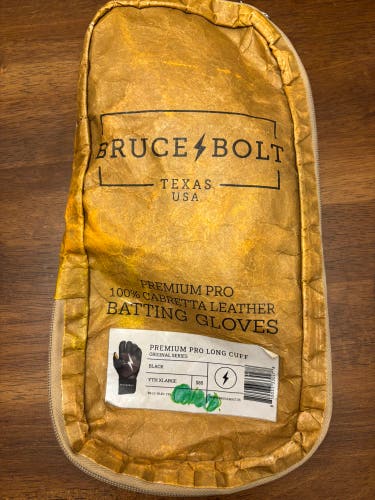 BRUCE BOLT
TEXAS
USA
PREMIUM PRO
100% CABRETTA LEATHER
BATTING GLOVES
PREMIUM PRO LONG CUFF
ORIGINAL SERIES
BLACK
YTH XLARGE $80